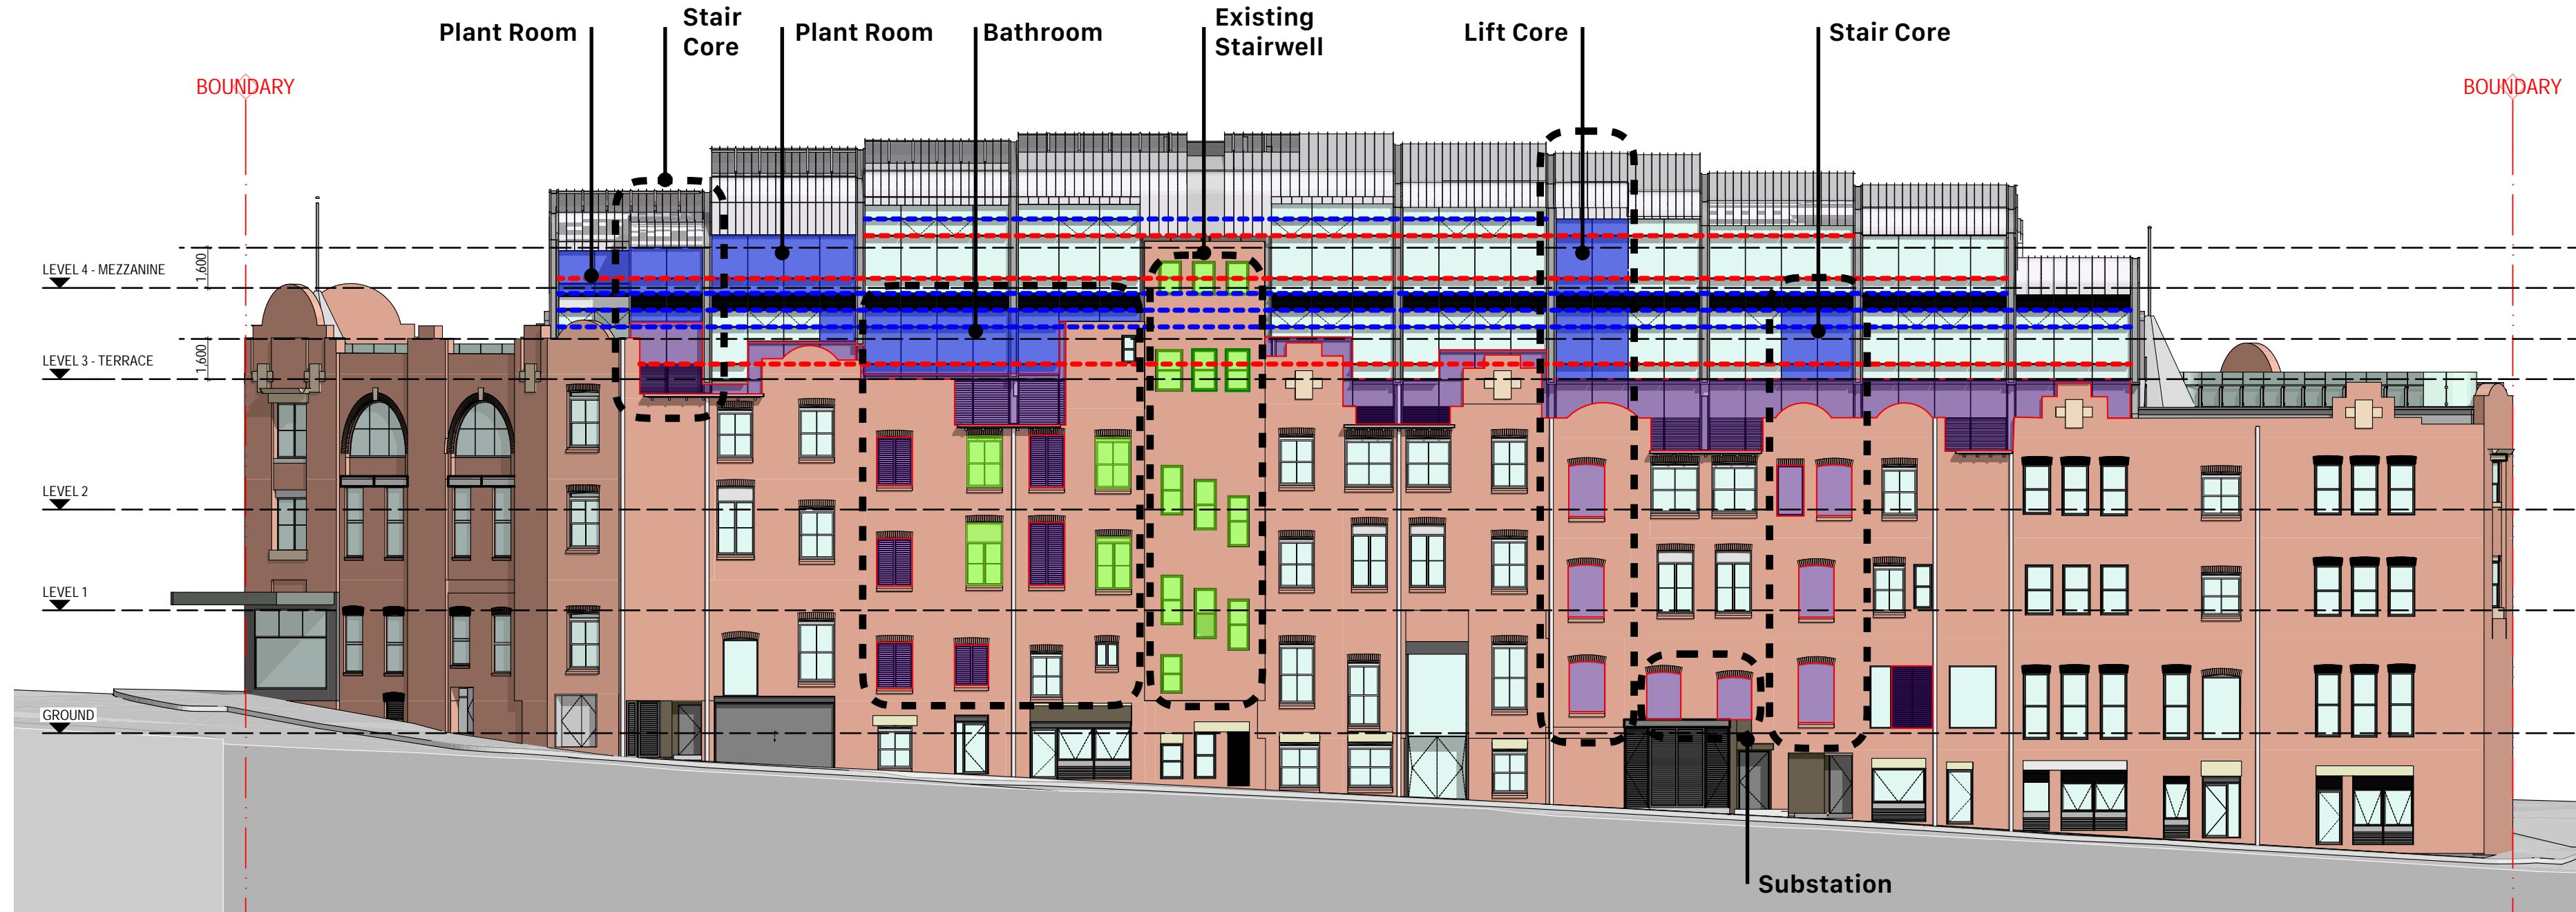 Plant Room
Stair
Core
Plant Room
Bathroom
Existing
Stairwell
Lift Core
Stair Core
BOUNDARY
BOUNDARY
1,600
LEVEL 4 - MEZZANINE
1,600
LEVEL 3 - TERRACE
LEVEL 2
LEVEL 1
GROUND
Substation